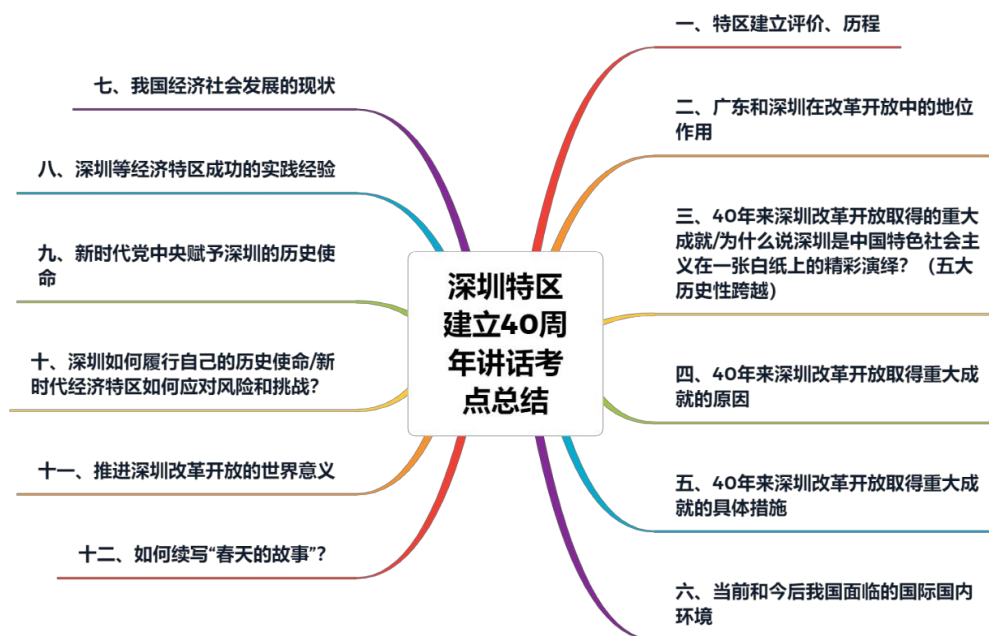 深圳特区
建立40周
年讲话考
点总结
一、特区建立评价、历程
二、广东和深圳在改革开放中的地位
作用
三、40年来深圳改革开放取得的重大
成就/为什么说深圳是中国特色社会主
义在一张白纸上的精彩演绎？（五大
历史性跨越）
四、40年来深圳改革开放取得重大成
就的原因
五、40年来深圳改革开放取得重大成
就的具体措施
六、当前和今后我国面临的国际国内
环境
七、我国经济社会发展的现状
八、深圳等经济特区成功的实践经验
九、新时代党中央赋予深圳的历史使
命
十、深圳如何履行自己的历史使命/新
时代经济特区如何应对风险和挑战？
十一、推进深圳改革开放的世界意义
十二、如何续写“春天的故事”？